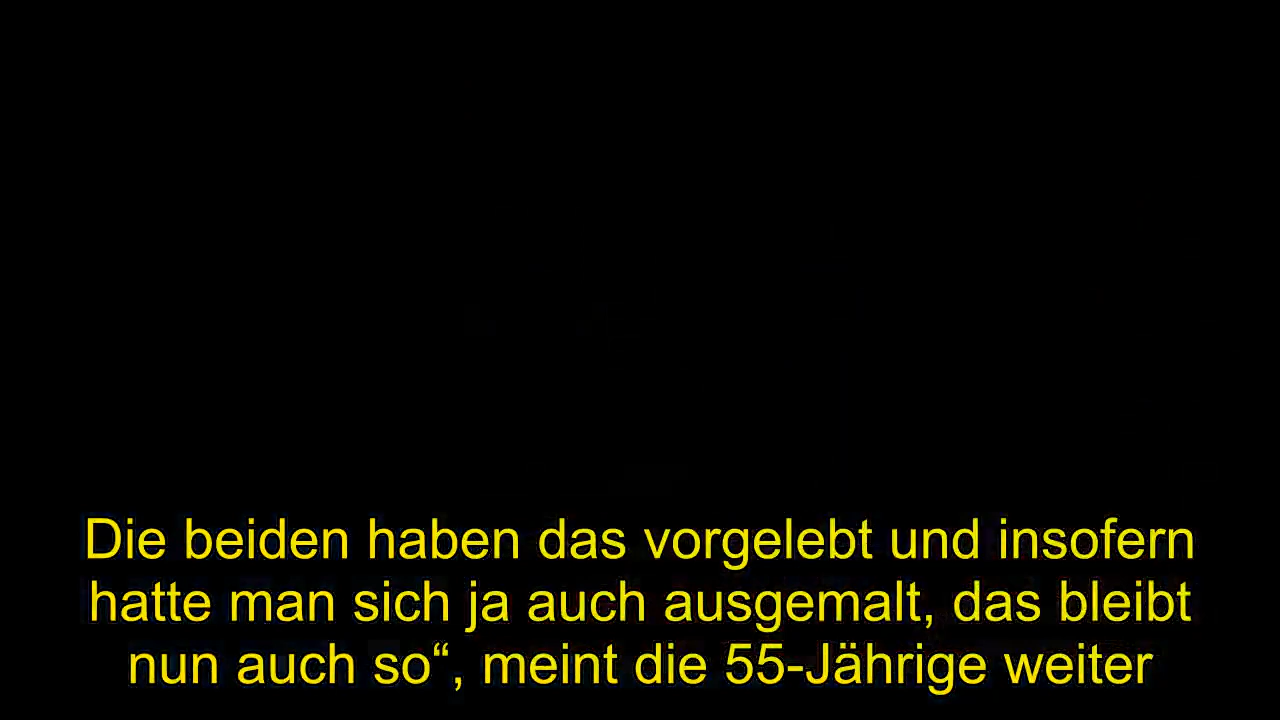 Die beiden haben das vorgelebt und insofern
hatte man sich ja auch ausgemalt, das bleibt
nun auch so“, meint die 55-Jährige weiter